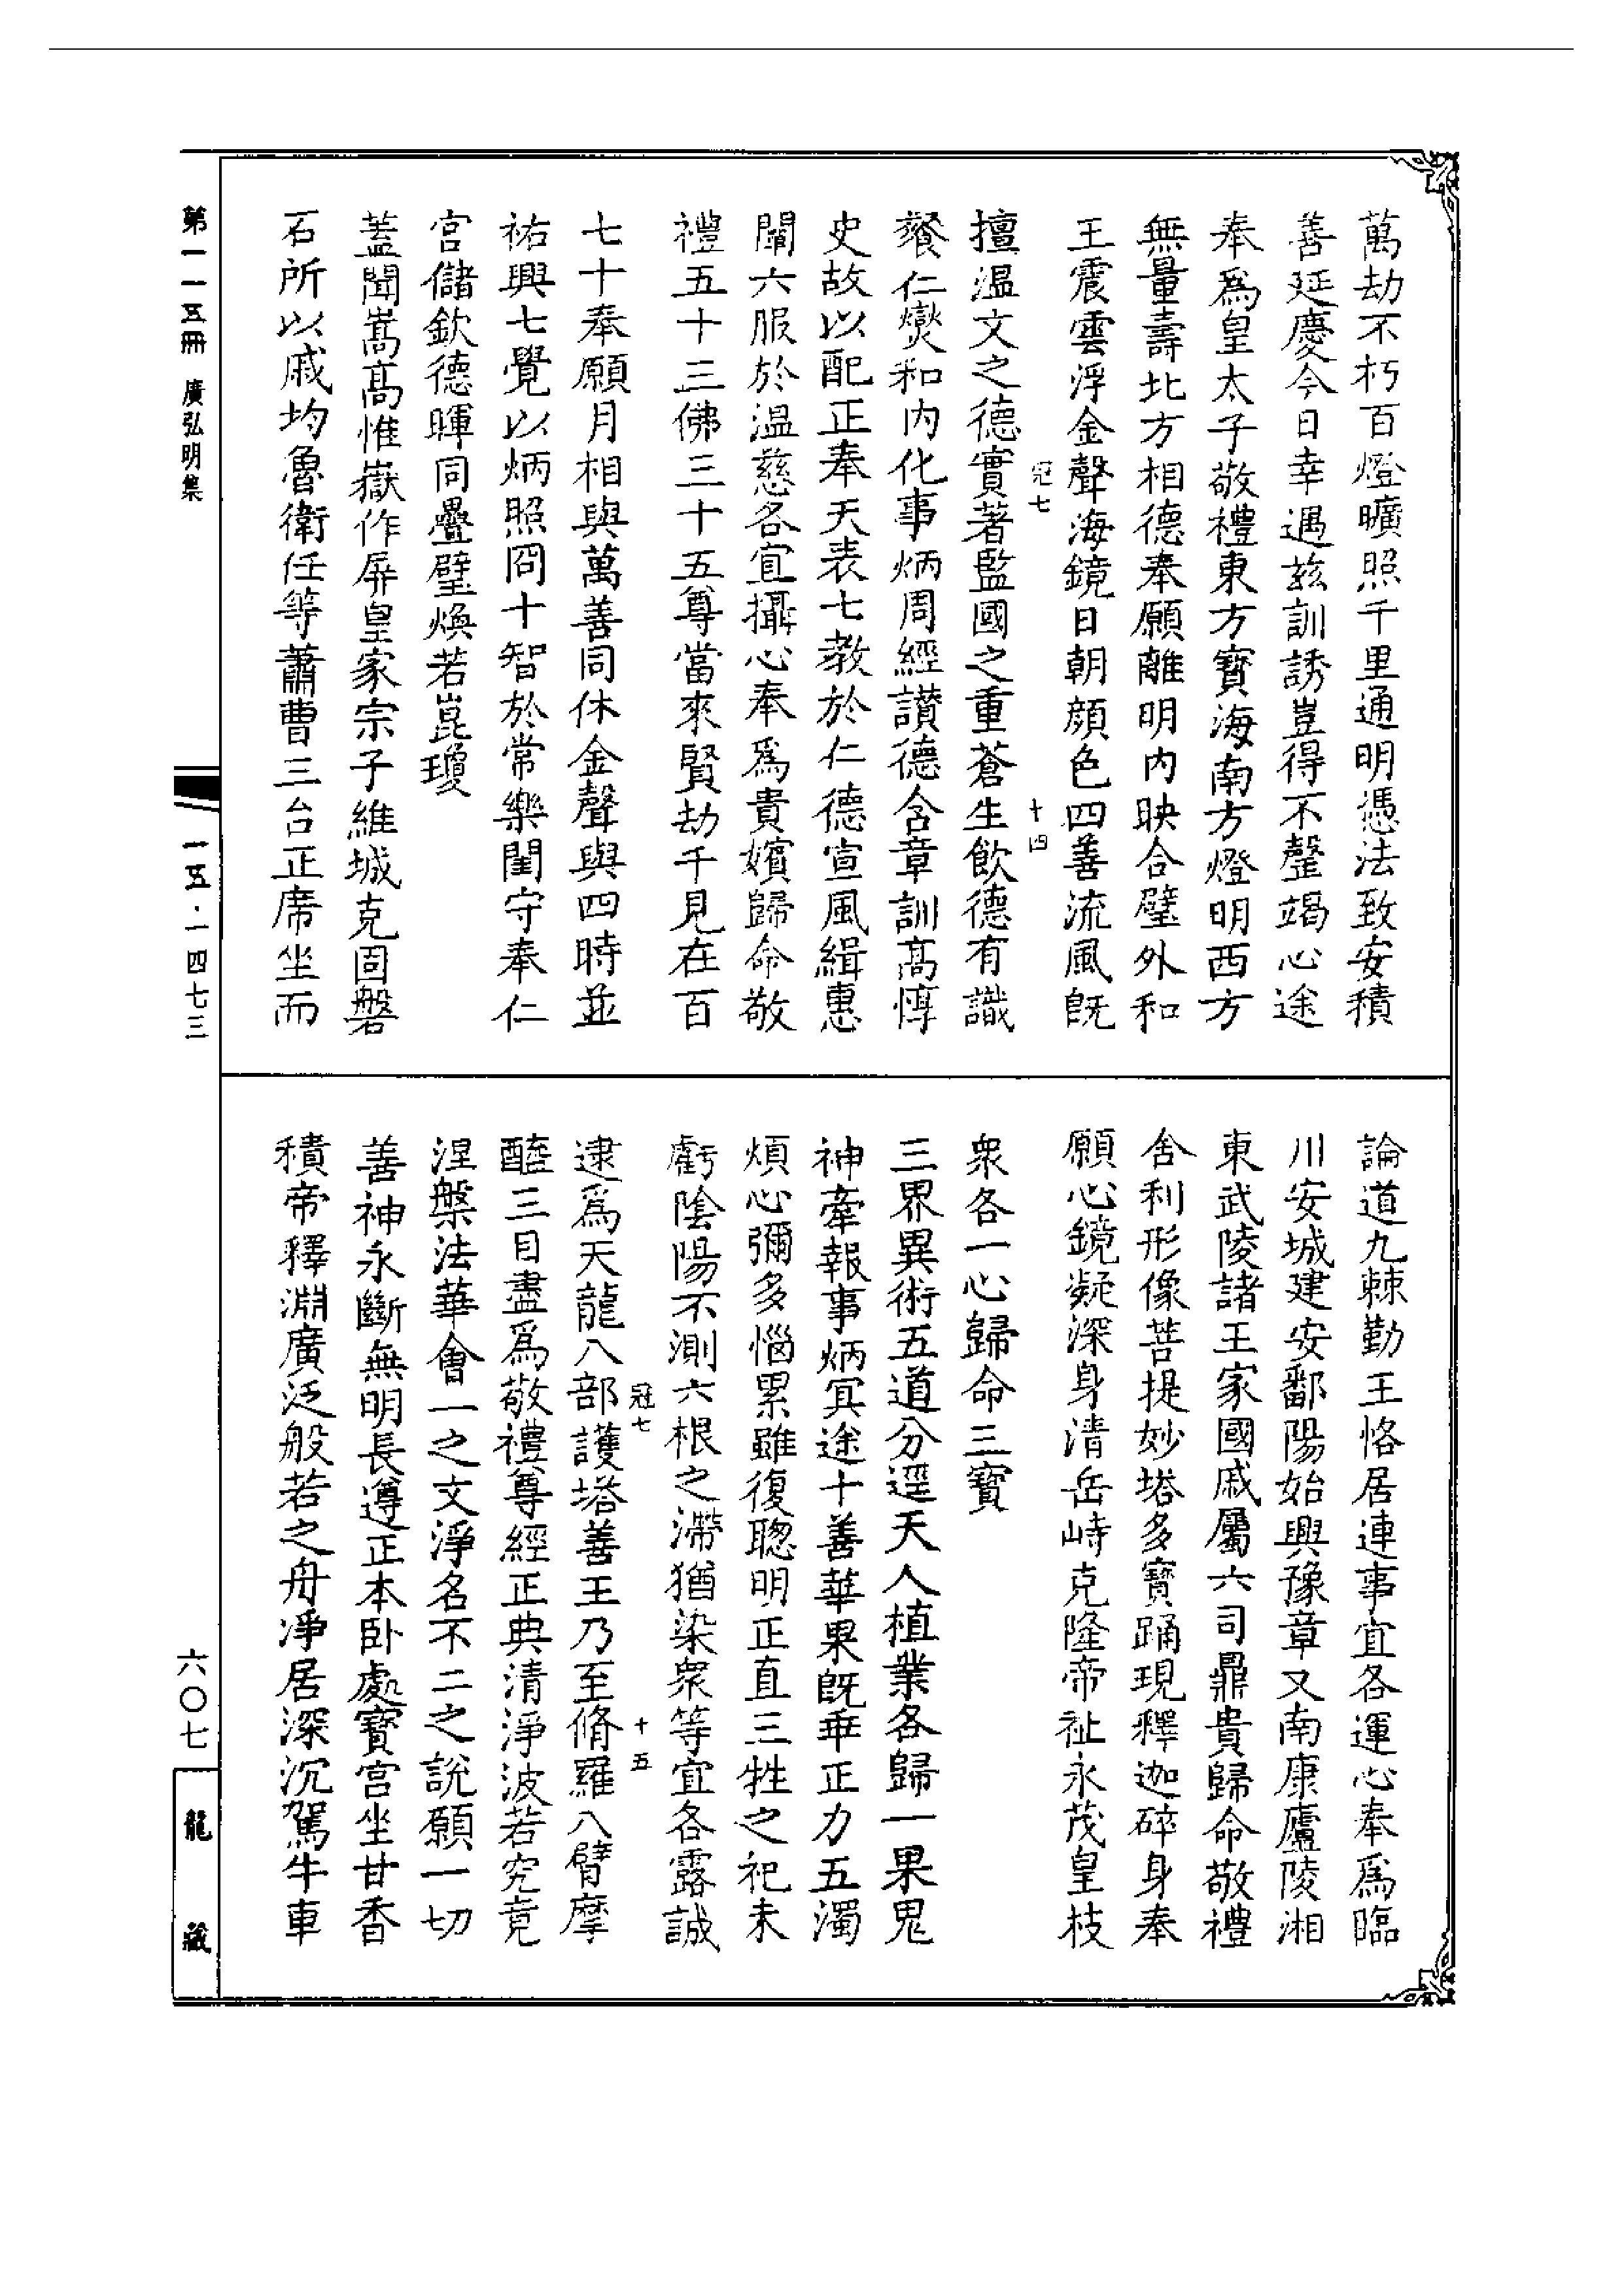 萬劫不朽百燈曠照千里通明憑法致安積
善延慶今日幸遇茲訓誘豈得不罄竭心途
奉爲皇太子敬禮東方寶海南方燈明西方
無量壽北方相德奉願離明内映合璧外和
王震雲浮金聲海鏡日朝顔色四善流風旣
冠七
十四
擅温文之德實著監國之重蒼生飲德有識
餮仁爕和内化事炳周經讃德含章訓高惇
史故以配正奉天表七教於仁德宣風緝惠
闈六服於温慈各宜攝心奉爲貴嬪歸命敬
禮五十三佛三十五尊當來賢劫千見在百
七十奉願月相與萬善同休金聲與四時並
祐興七覺以炳照冏十智於常樂闈守奉仁
宫儲欽德暉同疊璧煥若崑瓊
蓋聞嵩高惟嶽作屏皇家宗子維城克固磐
石所以戚均魯衛任等蕭曹三台正席坐而
論道九棘勤王恪居連事宜各運心奉爲臨
川安城建安鄱陽始興豫章又南康廬陵湘
東武陵諸王家國戚屬六司鼎貴歸命敬禮
舍利形像菩提妙塔多寶踊現釋迦碎身奉
願心鏡凝深身清岳峙克隆帝祉永茂皇枝
衆各一心歸命三寶
三界異術五道分逕天人植業各歸一果鬼
神牽報事炳冥途十善華果旣乖正力五濁
煩心彌多惱累雖復聰明正直三牲之祀未
虧陰陽不測六根之滯猶染衆等宜各露誠
冠七
十五
逮爲天龍八部護塔善王乃至脩羅八臂摩
醯三目盡爲敬禮尊經正典清淨波若究竟
涅槃法華會一之文淨名不二之說願一切
善神永斷無明長遵正本卧處寳宫坐甘香
積帝釋淵廣泛般若之舟淨居深沉駕牛車
第一一五冊　廣弘明集
一五·一四七三
六〇七
龍藏